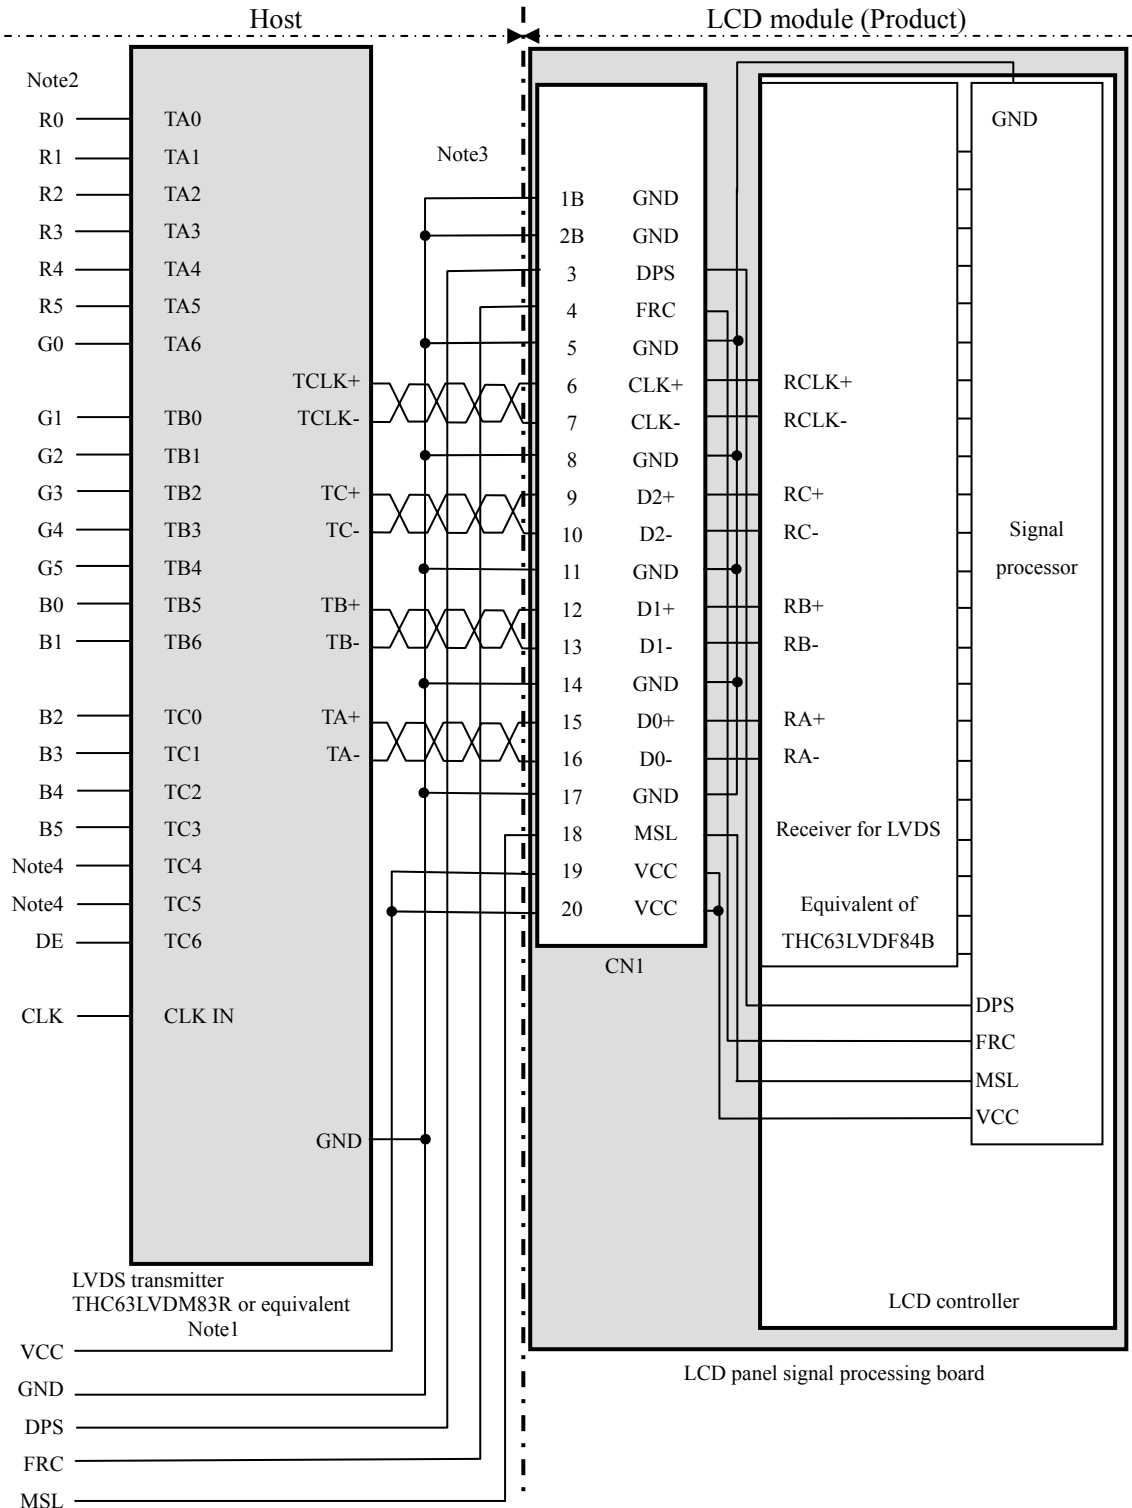 Host LCD module (Product)
Note2
R0 TA0 GND
R1 TA1
Note3
R2 TA2 1B GND
R3 TA3 2B GND
R4 TA4 3 DPS
R5 TA5 4 FRC
G0 TA6 5 GND
TCLK+ 6 CLK+ RCLK+
G1 TB0 TCLK- 7 CLK- RCLK-
G2 TB1 8 GND
G3 TB2 TC+ 9 D2+ RC+
G4 TB3 TC- 10 D2- RC- Signal
G5 TB4 11 GND processor
B0 TB5 TB+ 12 D1+ RB+
B1 TB6 TB- 13 D1- RB-
14 GND
B2 TC0 TA+ 15 D0+ RA+
B3 TC1 TA- 16 D0- RA-
B4 TC2 17 GND
B5 TC3 18 MSL Receiver for LVDS
Note4 TC4 19 VCC
Note4 TC5 20 VCC Equivalent of
DE TC6 THC63LVDF84B
CN1
DPS
CLK CLK IN
FRC
MSL
VCC
GND
LVDS transmitter
THC63LVDM83R or equivalent LCD controller
Note1
VCC
LCD panel signal processing board
GND
DPS
FRC
MSL